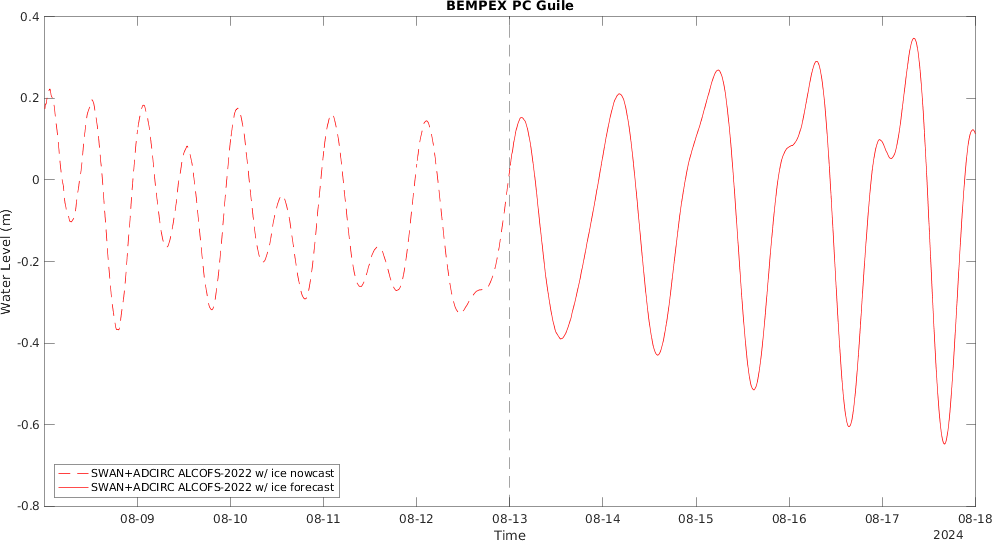 BEMPEX PC Guile
0.4
0.2
0
-0.2
-0.4
-0.6
-0.8
Water Level (m)
SWAN+ADCIRC ALCOFS-2022 w/ ice nowcast
SWAN+ADCIRC ALCOFS-2022 w/ ice forecast
08-09 08-10 08-11 08-12 08-13 08-14 08-15 08-16 08-17 08-18
Time
2024